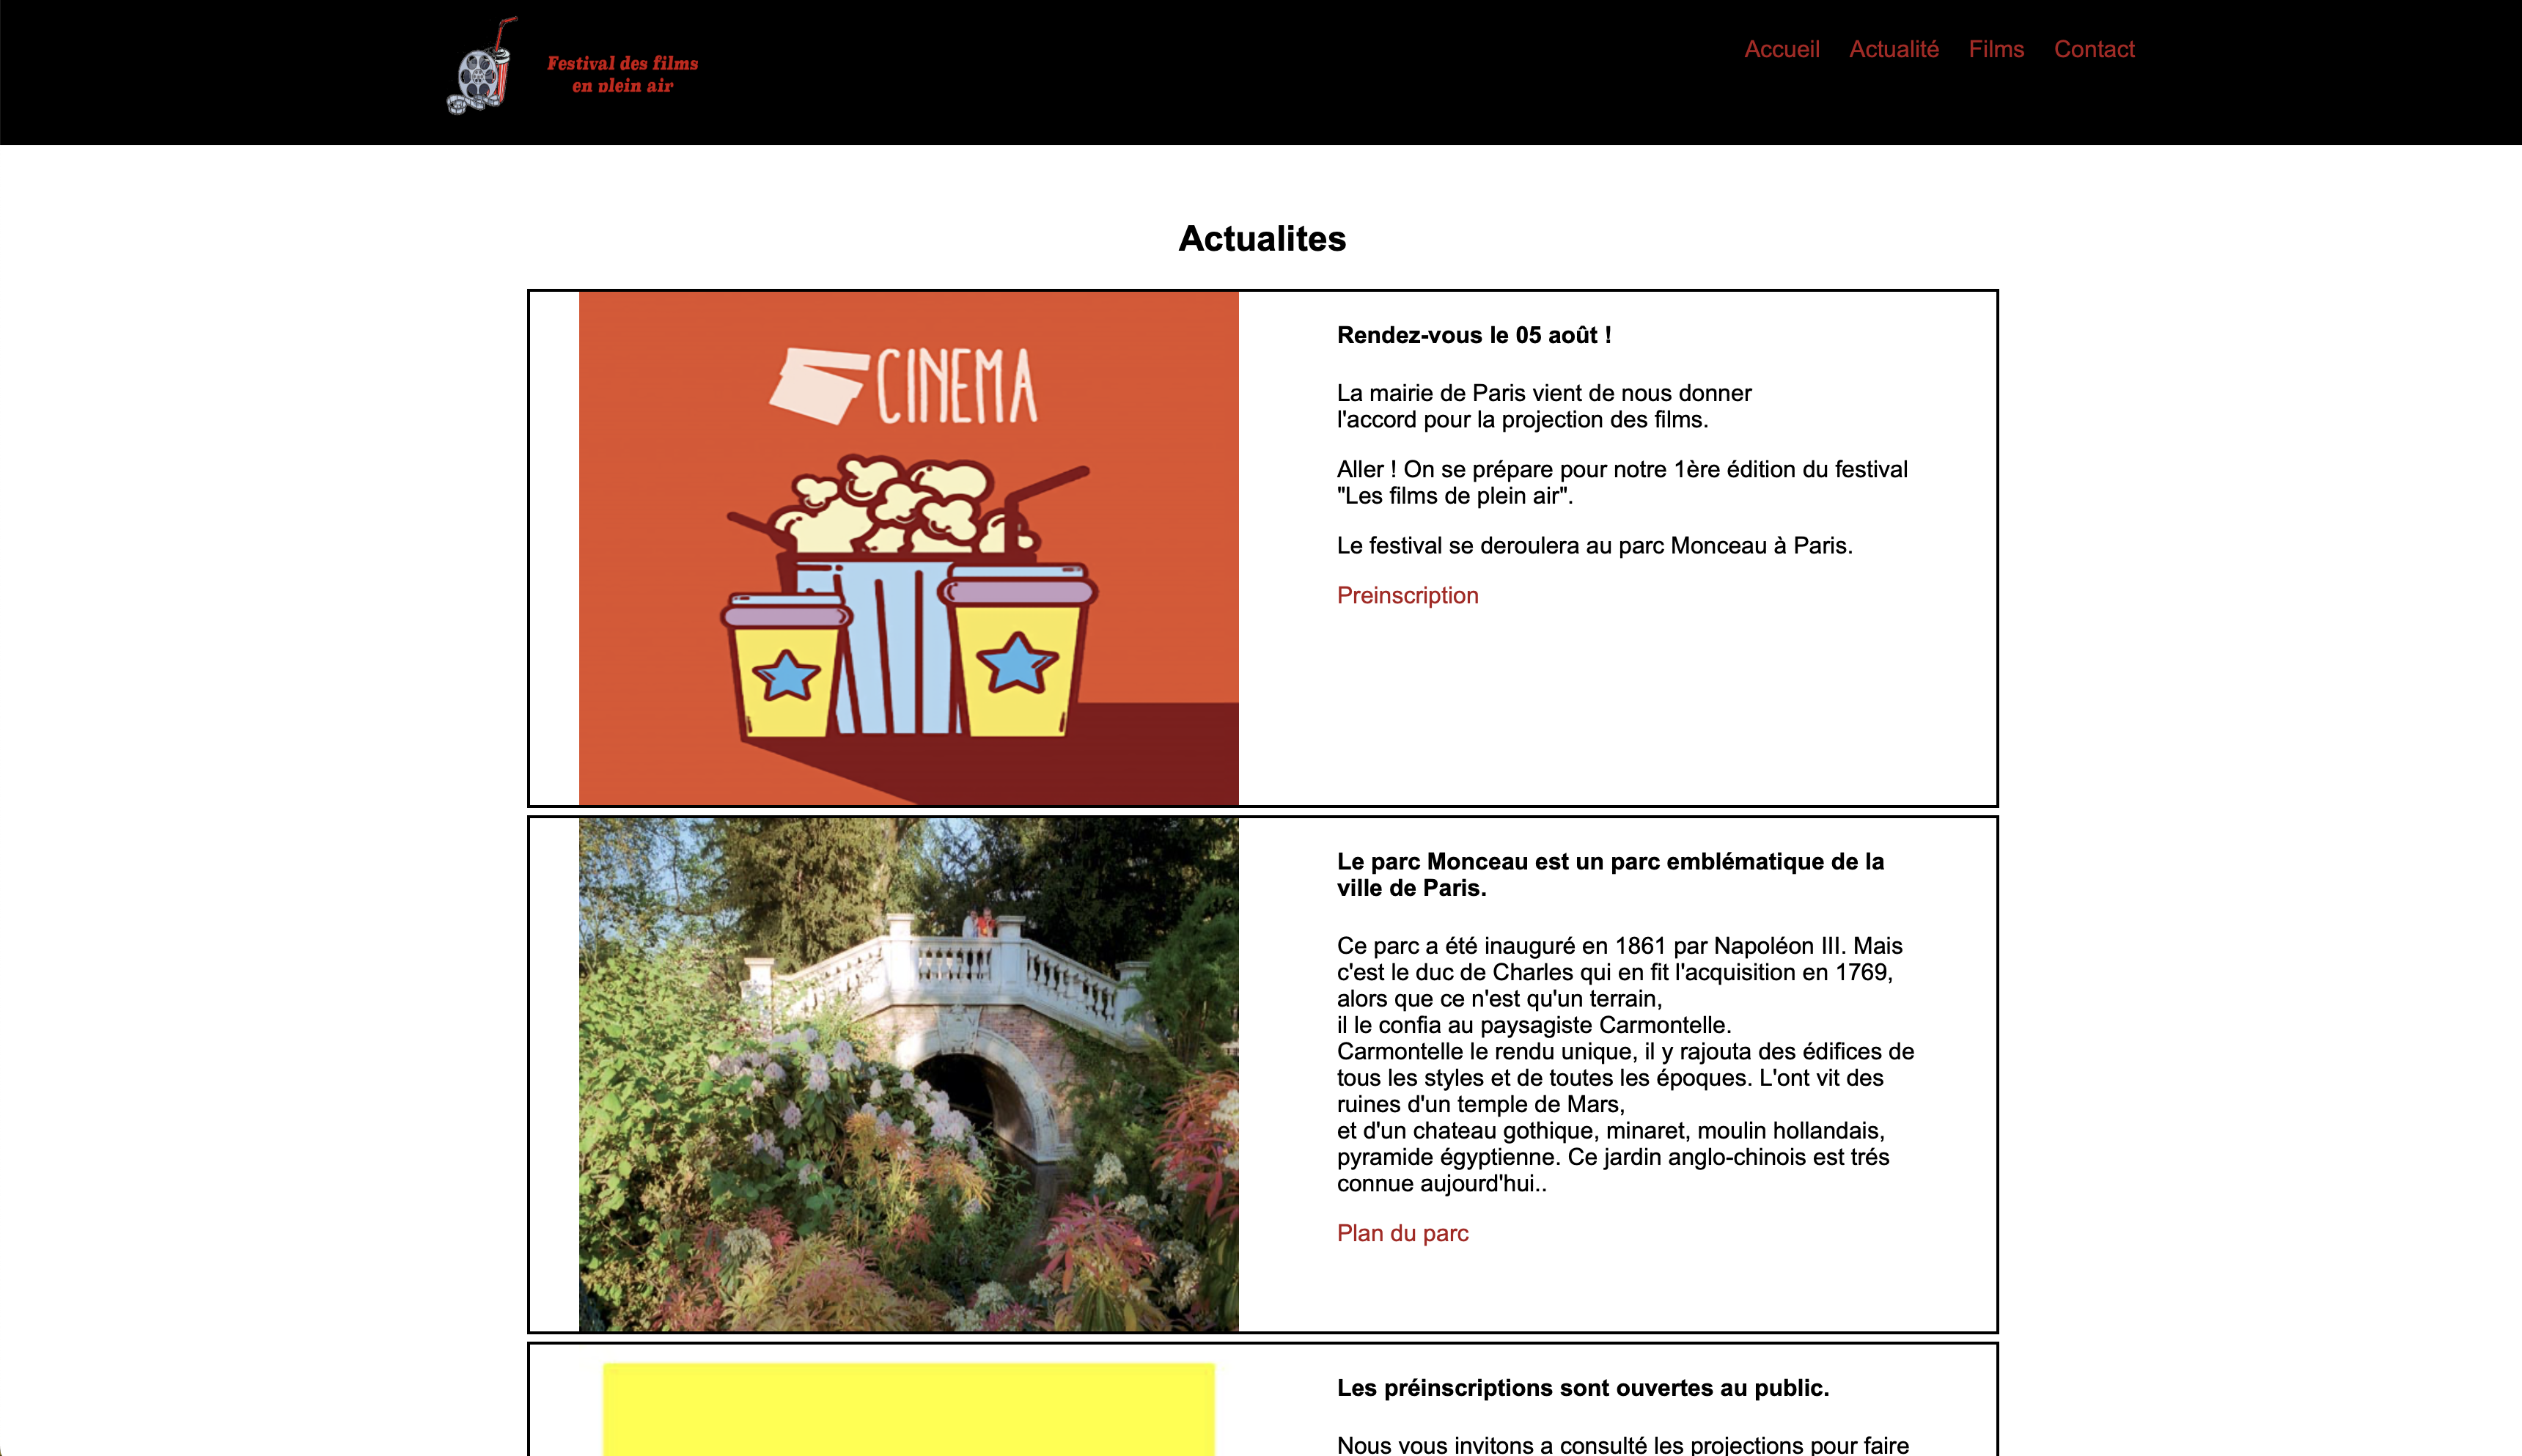 Festival des films
en plein air
Accueil Actualité Films Contact
Actualites
CINEMA
Rendez-vous le 05 août !
La mairie de Paris vient de nous donner
l'accord pour la projection des films.
Aller ! On se prépare pour notre 1ère édition du festival
"Les films de plein air".
Le festival se deroulera au parc Monceau à Paris.
Preinscription
Le parc Monceau est un parc emblématique de la
ville de Paris.
Ce parc a été inauguré en 1861 par Napoléon III. Mais
c'est le duc de Charles qui en fit l'acquisition en 1769,
alors que ce n'est qu'un terrain,
il le confia au paysagiste Carmontelle.
Carmontelle le rendu unique, il y rajouta des édifices de
tous les styles et de toutes les époques. L'ont vit des
ruines d'un temple de Mars,
et d'un chateau gothique, minaret, moulin hollandais,
pyramide égyptienne. Ce jardin anglo-chinois est trés
connue aujourd'hui..
Plan du parc
Les préinscriptions sont ouvertes au public.
Nous vous invitons a consulté les projections pour faire